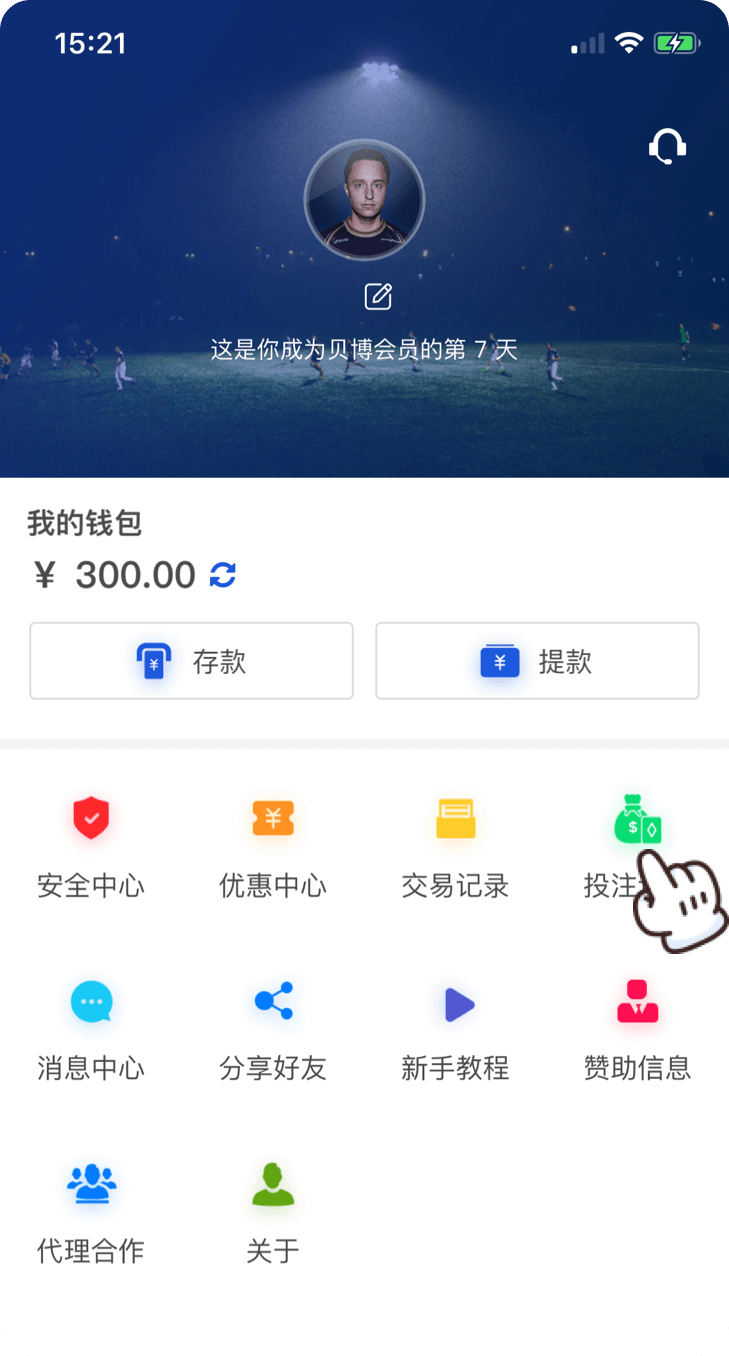 15:21
这是你成为贝博会员的第 7 天
我的钱包
¥ 300.00
存款
提款
安全中心
优惠中心
交易记录
投注
消息中心
分享好友
新手教程
赞助信息
代理合作
关于